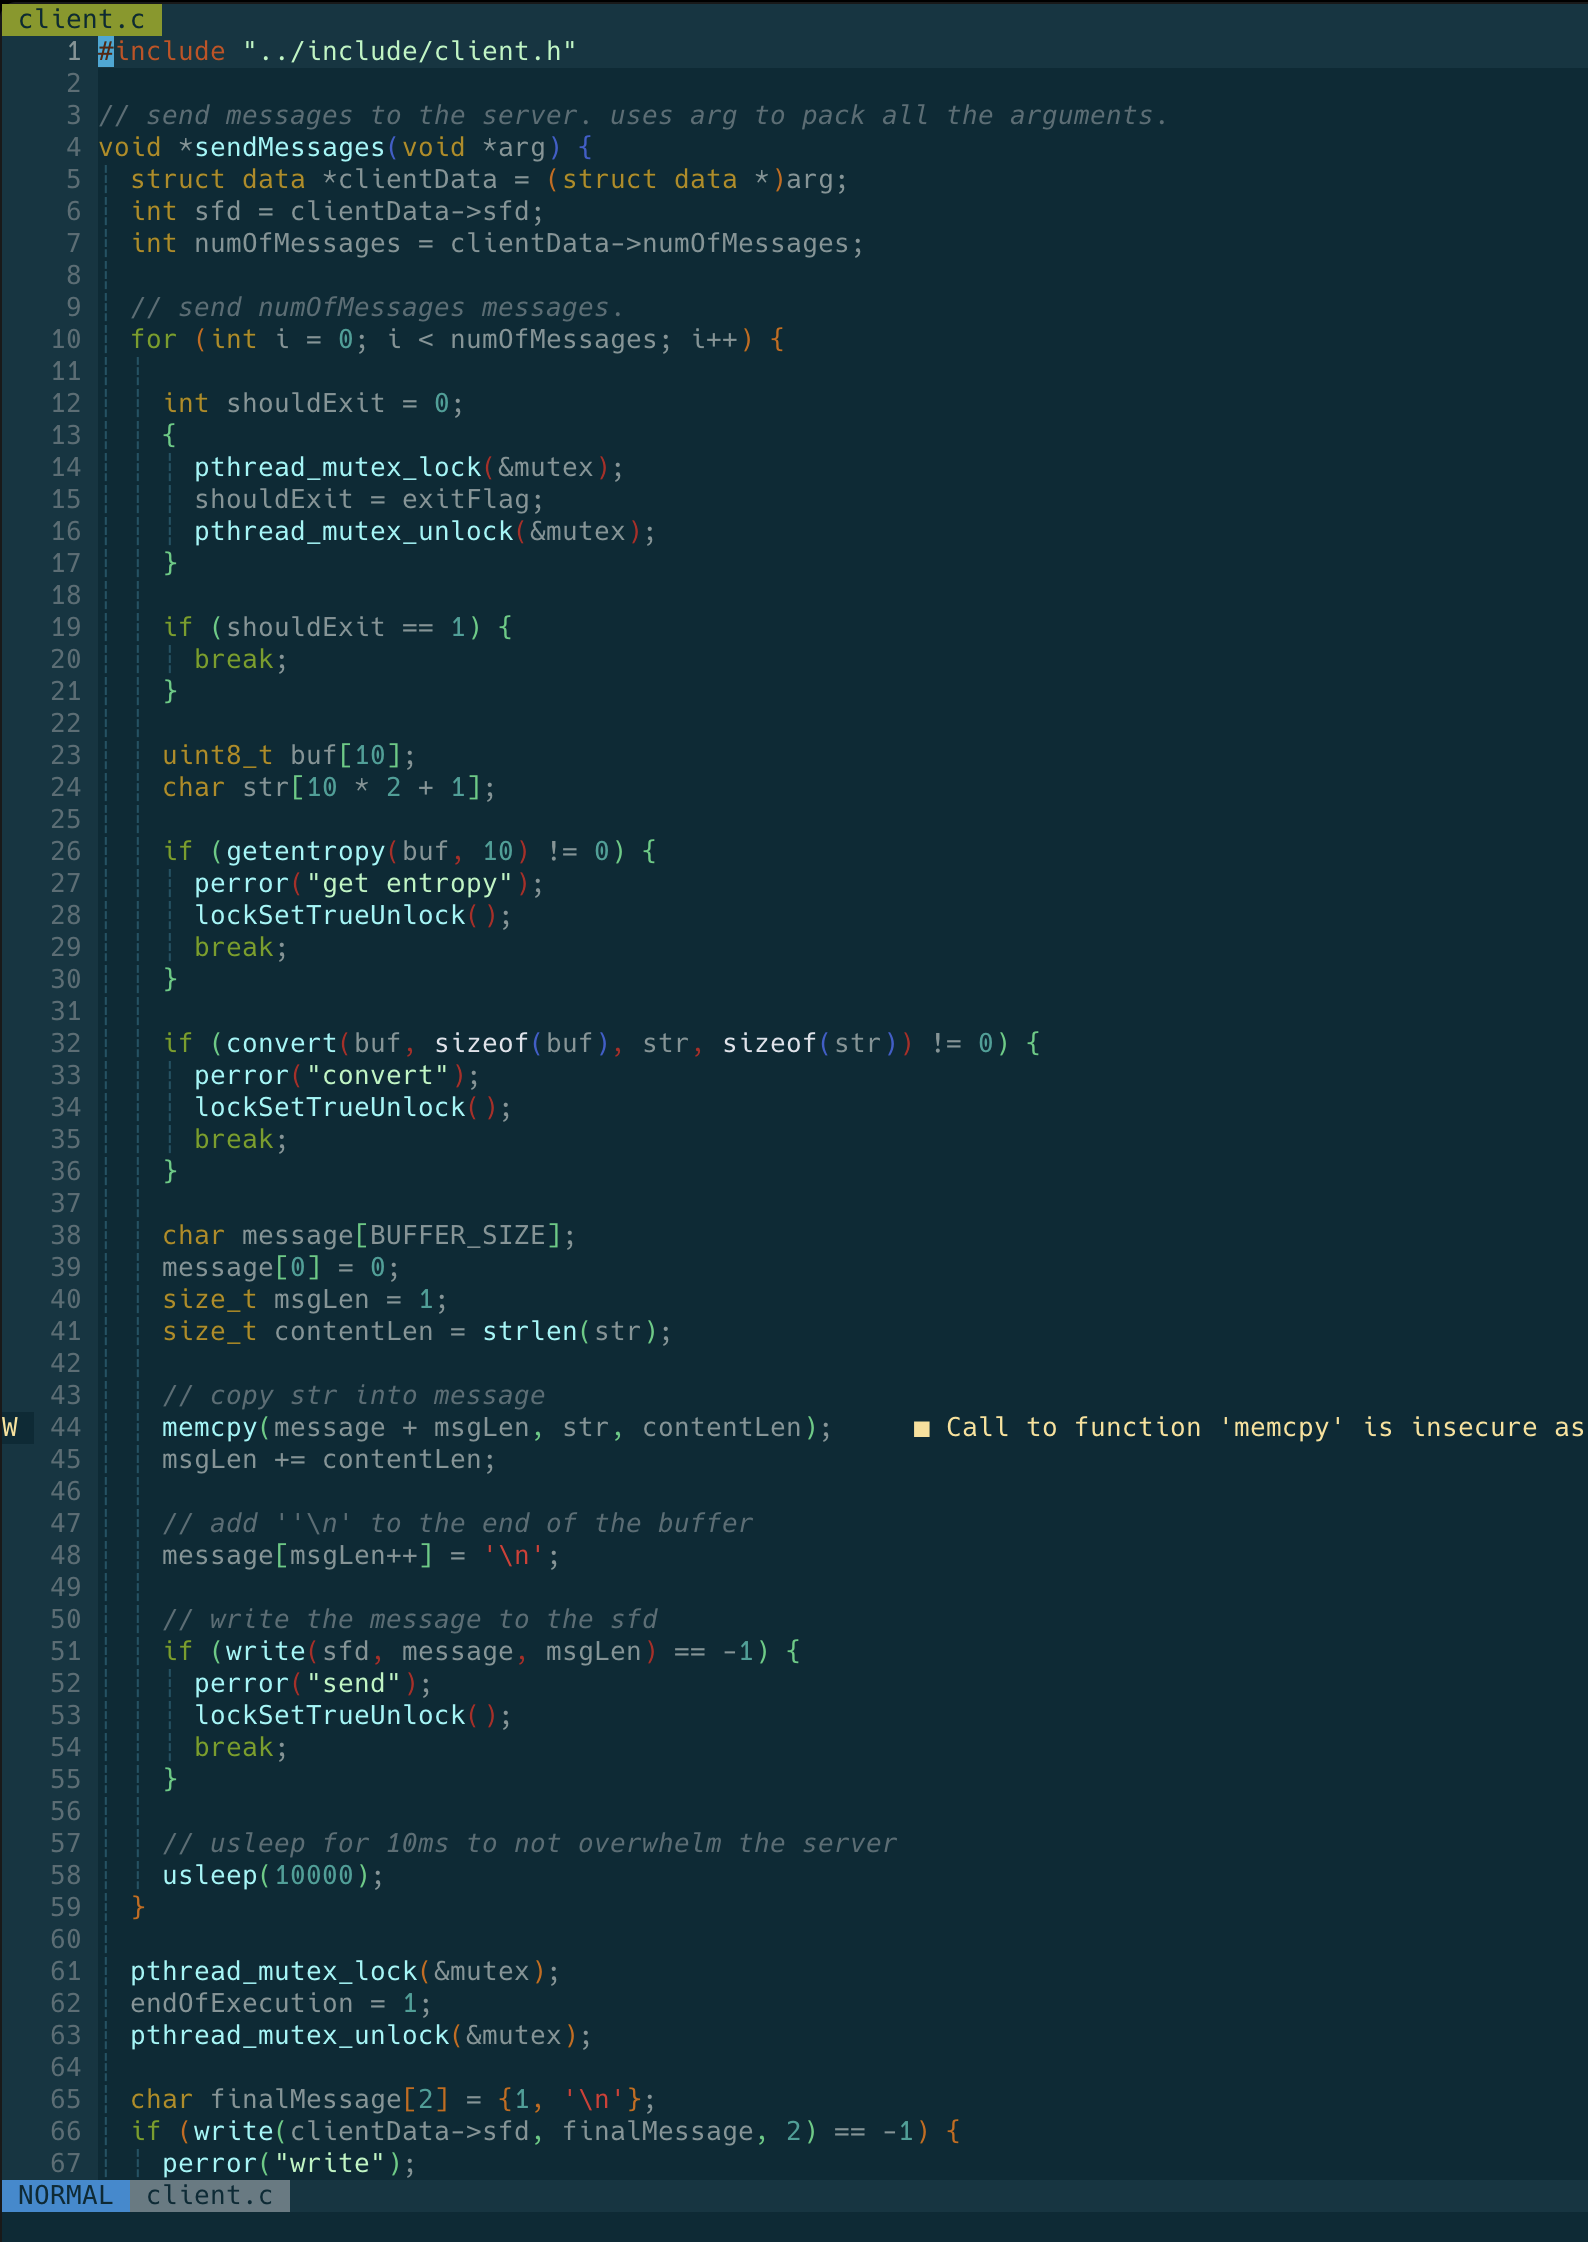 client.c
1 #include "../include/client.h"
2
3 // send messages to the server. uses arg to pack all the arguments.
4 void *sendMessages(void *arg) {
5   struct data *clientData = (struct data *)arg;
6   int sfd = clientData->sfd;
7   int numOfMessages = clientData->numOfMessages;
8
9   // send numOfMessages messages.
10   for (int i = 0; i < numOfMessages; i++) {
11
12     int shouldExit = 0;
13     {
14       pthread_mutex_lock(&mutex);
15       shouldExit = exitFlag;
16       pthread_mutex_unlock(&mutex);
17     }
18
19     if (shouldExit == 1) {
20       break;
21     }
22
23     uint8_t buf[10];
24     char str[10 * 2 + 1];
25
26     if (getentropy(buf, 10) != 0) {
27       perror("get entropy");
28       lockSetTrueUnlock();
29       break;
30     }
31
32     if (convert(buf, sizeof(buf), str, sizeof(str)) != 0) {
33       perror("convert");
34       lockSetTrueUnlock();
35       break;
36     }
37
38     char message[BUFFER_SIZE];
39     message[0] = 0;
40     size_t msgLen = 1;
41     size_t contentLen = strlen(str);
42
43     // copy str into message
W 44     memcpy(message + msgLen, str, contentLen);     ■ Call to function 'memcpy' is insecure as
45     msgLen += contentLen;
46
47     // add ''\n' to the end of the buffer
48     message[msgLen++] = '\n';
49
50     // write the message to the sfd
51     if (write(sfd, message, msgLen) == -1) {
52       perror("send");
53       lockSetTrueUnlock();
54       break;
55     }
56
57     // usleep for 10ms to not overwhelm the server
58     usleep(10000);
59   }
60
61   pthread_mutex_lock(&mutex);
62   endOfExecution = 1;
63   pthread_mutex_unlock(&mutex);
64
65   char finalMessage[2] = {1, '\n'};
66   if (write(clientData->sfd, finalMessage, 2) == -1) {
67     perror("write");
NORMAL client.c